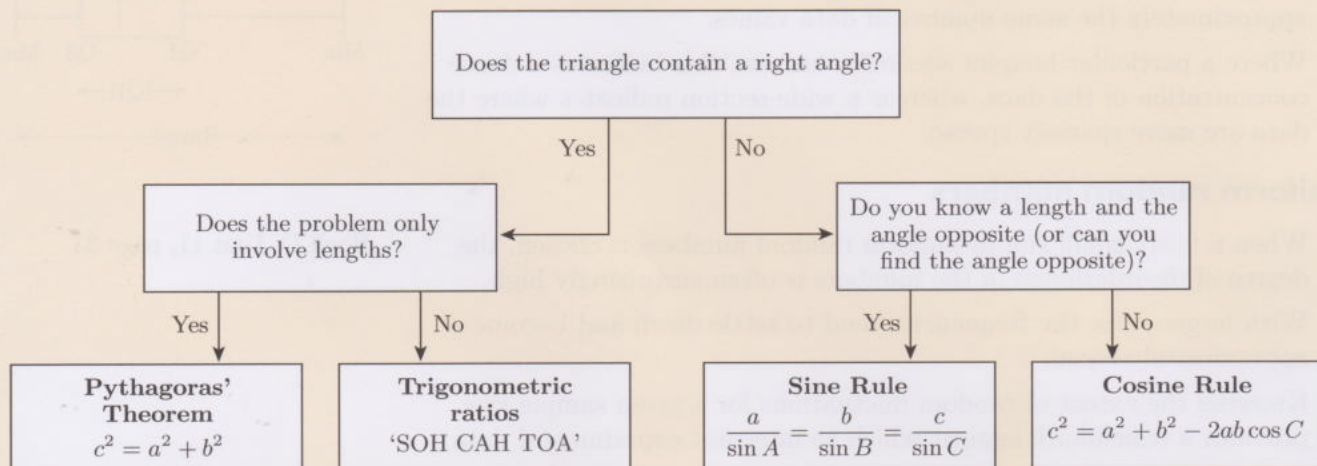 Does the triangle contain a right angle?
Yes
No
Does the problem only
involve lengths?
Do you know a length and the
angle opposite (or can you
find the angle opposite)?
Yes
No
Yes
No
Pythagoras'
Theorem
c² = a² + b²
Trigonometric
ratios
'SOH CAH TOA'
Sine Rule
a/sin A = b/sin B = c/sin C
Cosine Rule
c² = a² + b² − 2ab cos C